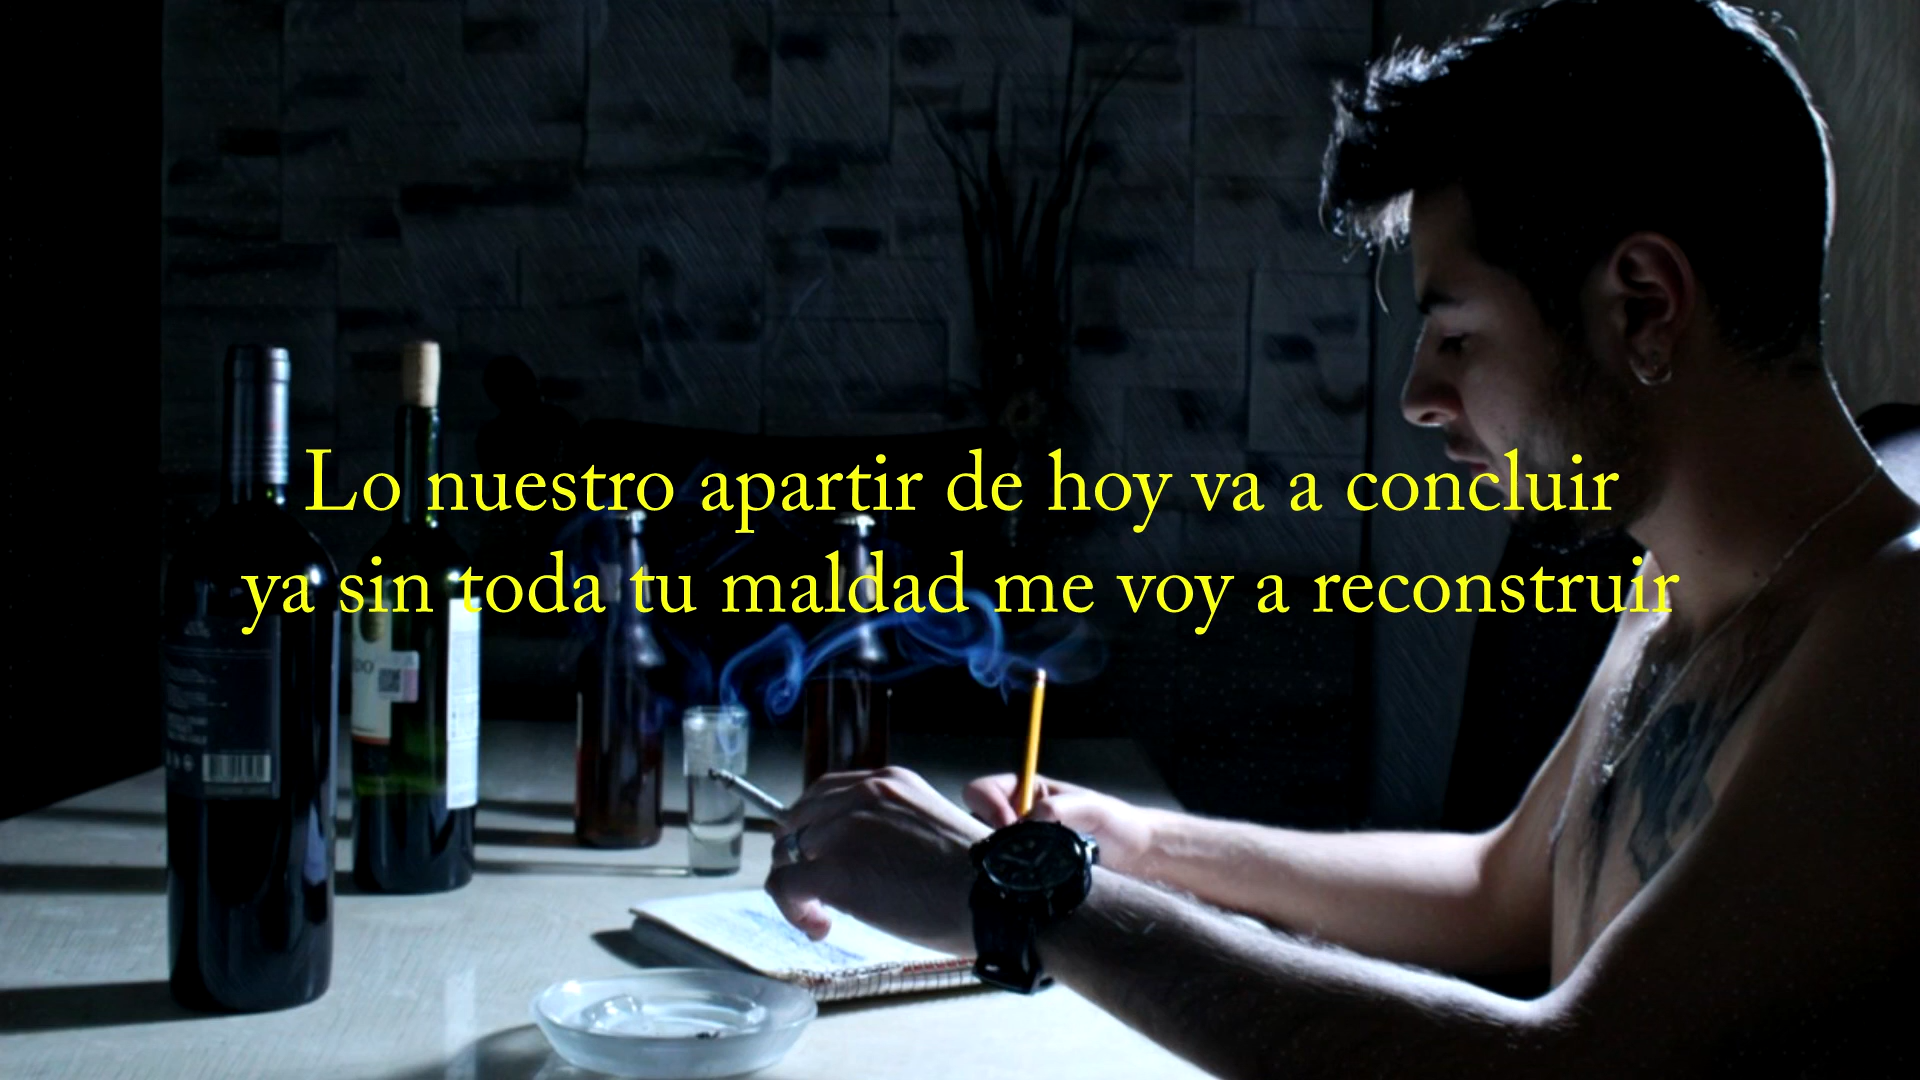 Lo nuestro apartir de hoy va a concluir
ya sin toda tu maldad me voy a reconstruir